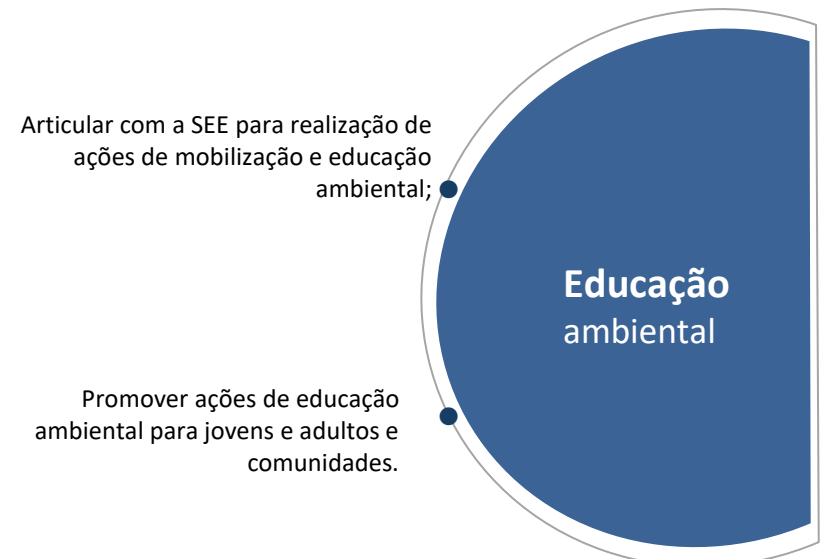 Articular com a SEE para realização de
ações de mobilização e educação
ambiental;
Educação
ambiental
Promover ações de educação
ambiental para jovens e adultos e
comunidades.